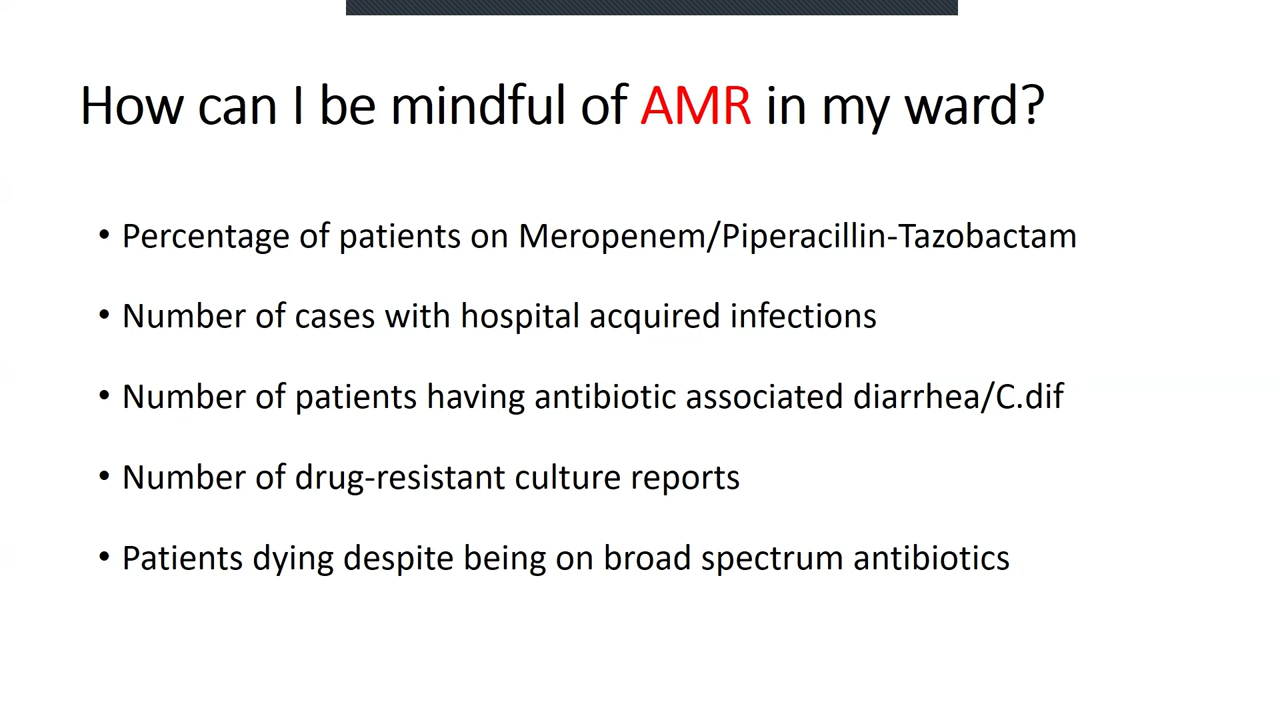 How can I be mindful of AMR in my ward?
• Percentage of patients on Meropenem/Piperacillin-Tazobactam
• Number of cases with hospital acquired infections
• Number of patients having antibiotic associated diarrhea/C.dif
• Number of drug-resistant culture reports
• Patients dying despite being on broad spectrum antibiotics